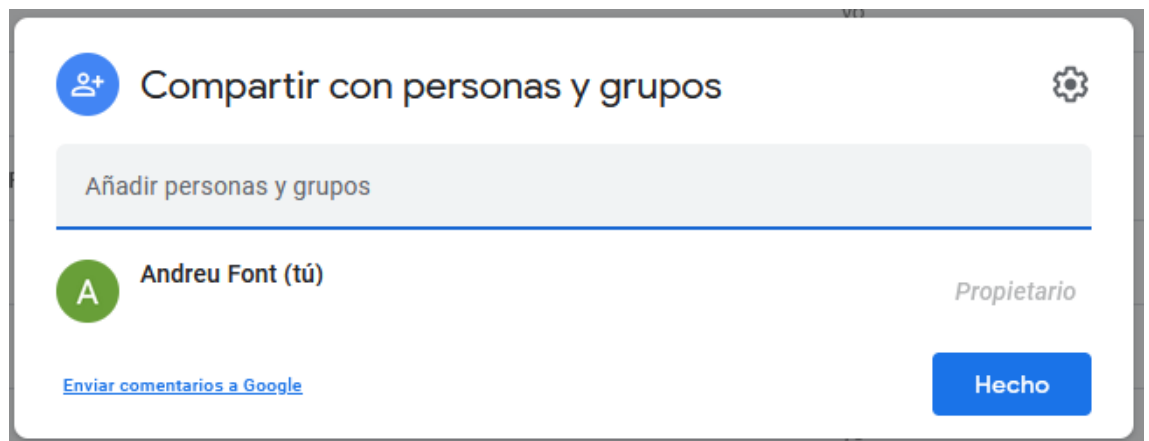 Compartir con personas y grupos
Añadir personas y grupos
A
Andreu Font (tú)
Propietario
Enviar comentarios a Google
Hecho